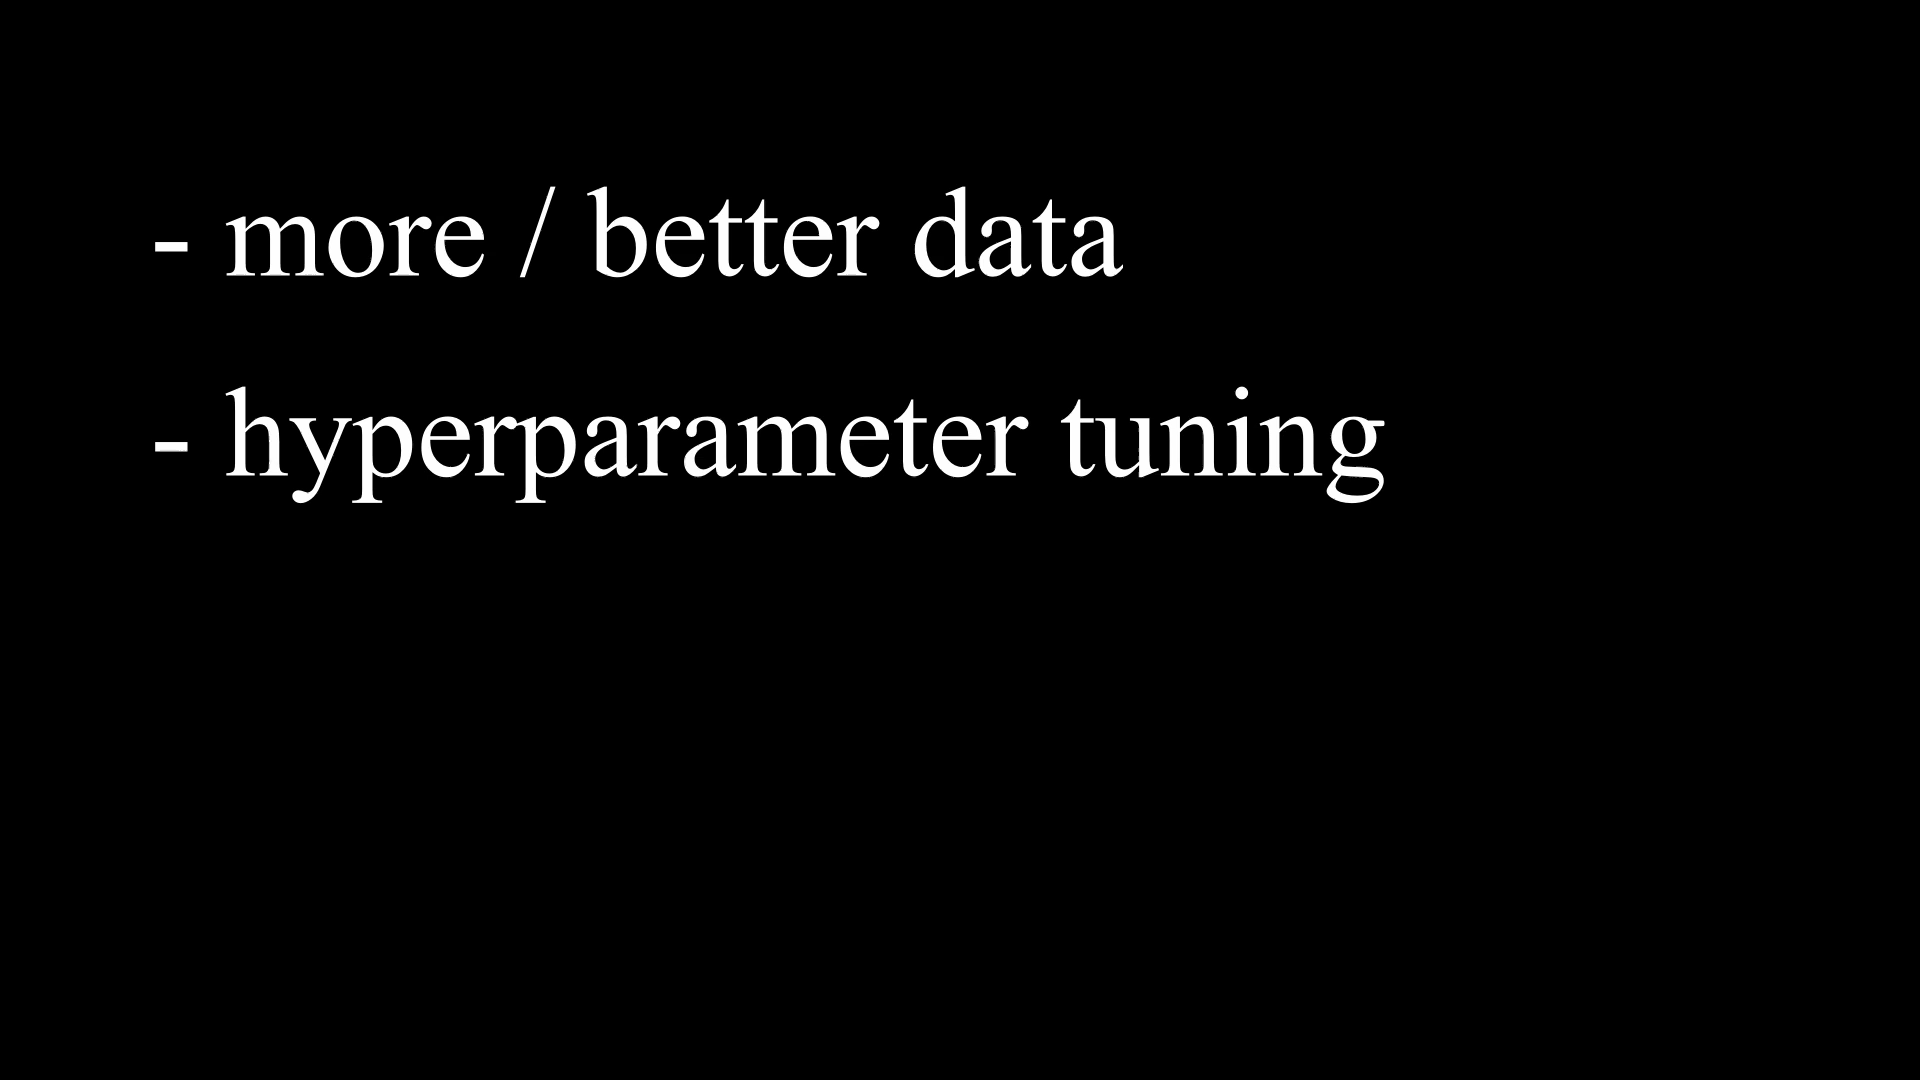 - more / better data
- hyperparameter tuning